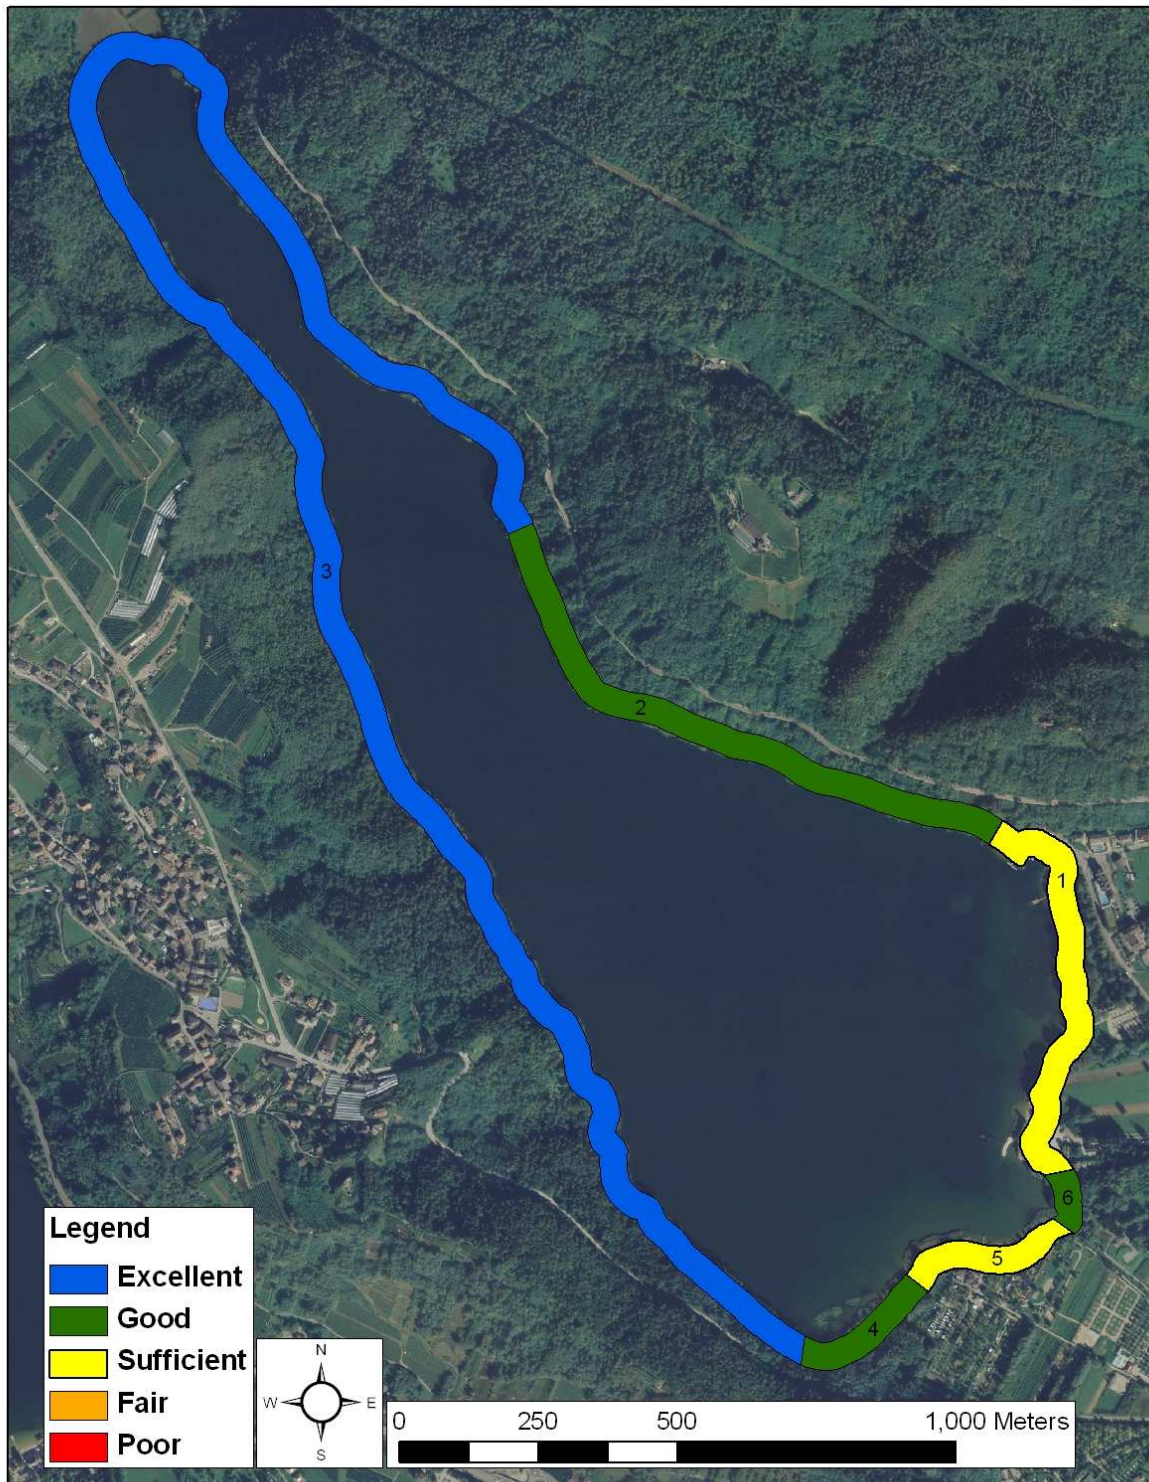 3
2
1
6
5
4
Legend
Excellent
Good
Sufficient
Fair
Poor
N
W E
S
0 250 500 1,000 Meters